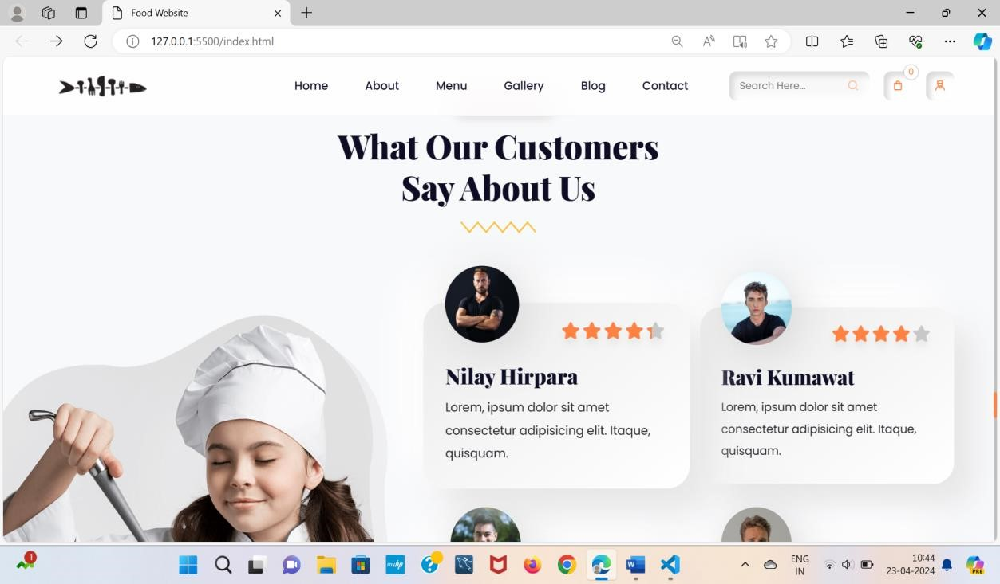 Food Website
127.0.0.1:5500/index.html
Home About Menu Gallery Blog Contact Search Here... 0
What Our Customers
Say About Us
Nilay Hirpara
Lorem, ipsum dolor sit amet
consectetur adipisicing elit. Itaque,
quisquam.
Ravi Kumawat
Lorem, ipsum dolor sit amet
consectetur adipisicing elit. Itaque,
quisquam.
1
myhp
ENG
IN
10:44
23-04-2024
PRE